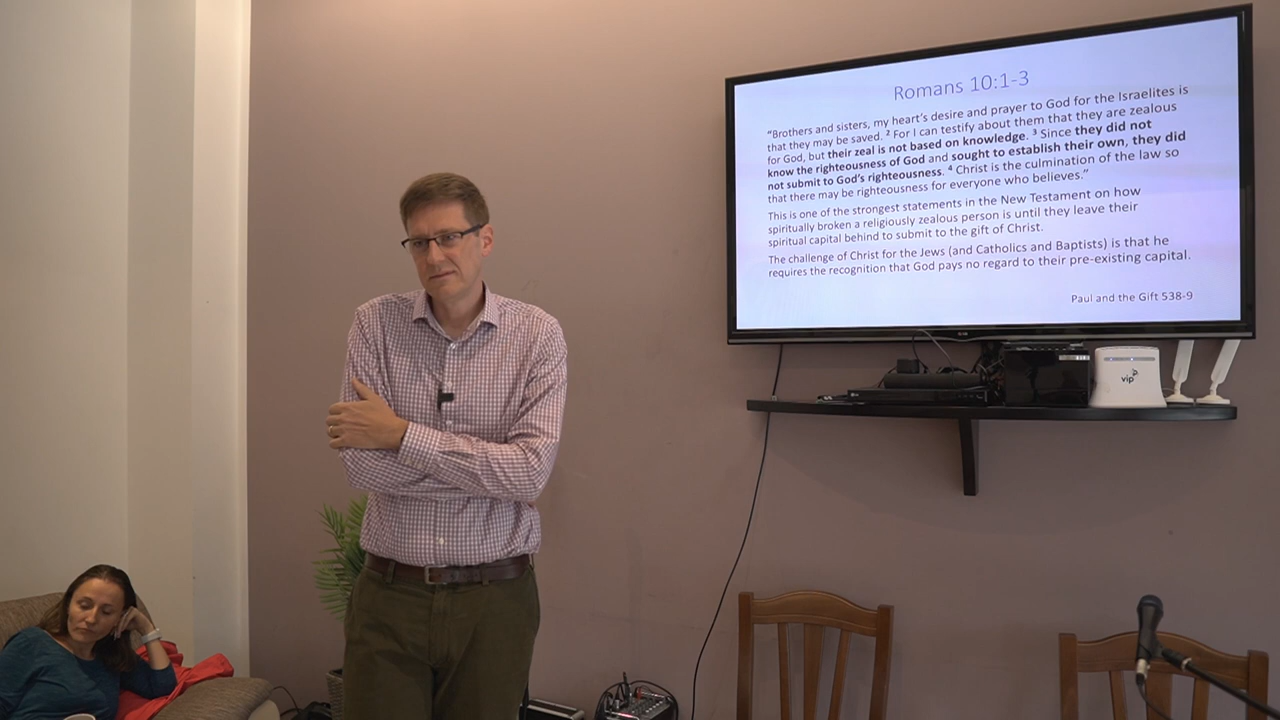 Romans 10:1-3
“Brothers and sisters, my heart’s desire and prayer to God for the Israelites is
that they may be saved. ² For I can testify about them that they are zealous
for God, but their zeal is not based on knowledge. ³ Since they did not
know the righteousness of God and sought to establish their own, they did
not submit to God’s righteousness. ⁴ Christ is the culmination of the law so
that there may be righteousness for everyone who believes.”
This is one of the strongest statements in the New Testament on how
spiritually broken a religiously zealous person is until they leave their
spiritual capital behind to submit to the gift of Christ.
The challenge of Christ for the Jews (and Catholics and Baptists) is that he
requires the recognition that God pays no regard to their pre-existing capital.
Paul and the Gift 538-9
vip